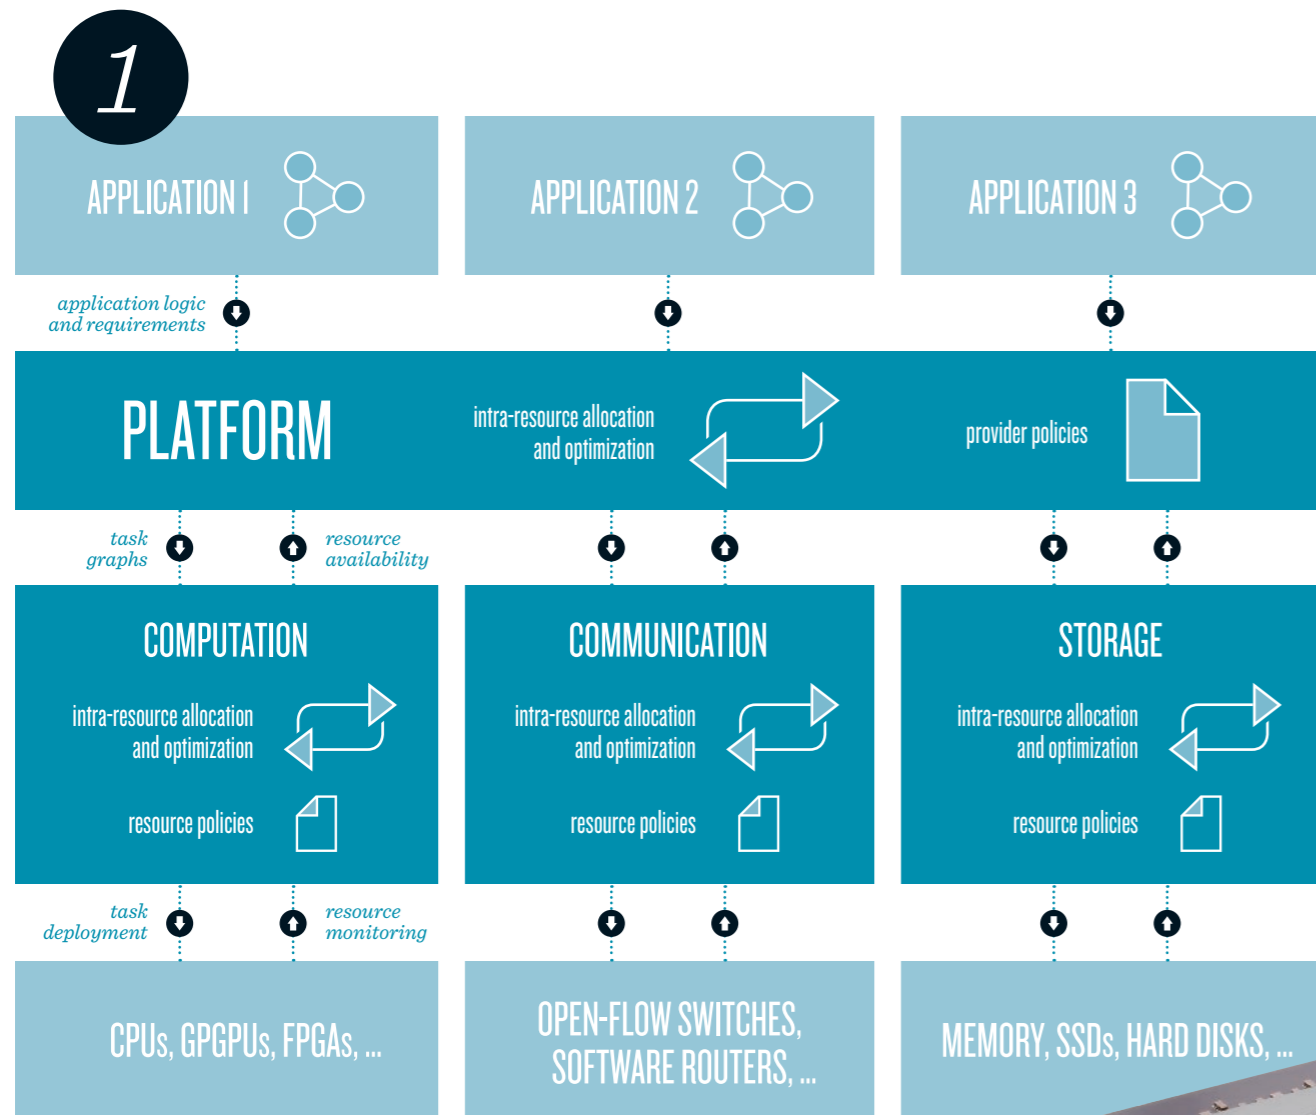 1
APPLICATION 1
APPLICATION 2
APPLICATION 3
application logic
and requirements
PLATFORM
intra-resource allocation
and optimization
provider policies
task
graphs
resource
availability
COMPUTATION
intra-resource allocation
and optimization
resource policies
COMMUNICATION
intra-resource allocation
and optimization
resource policies
STORAGE
intra-resource allocation
and optimization
resource policies
task
deployment
resource
monitoring
CPUs, GPGPUs, FPGAs, ...
OPEN-FLOW SWITCHES,
SOFTWARE ROUTERS, ...
MEMORY, SSDs, HARD DISKS, ...